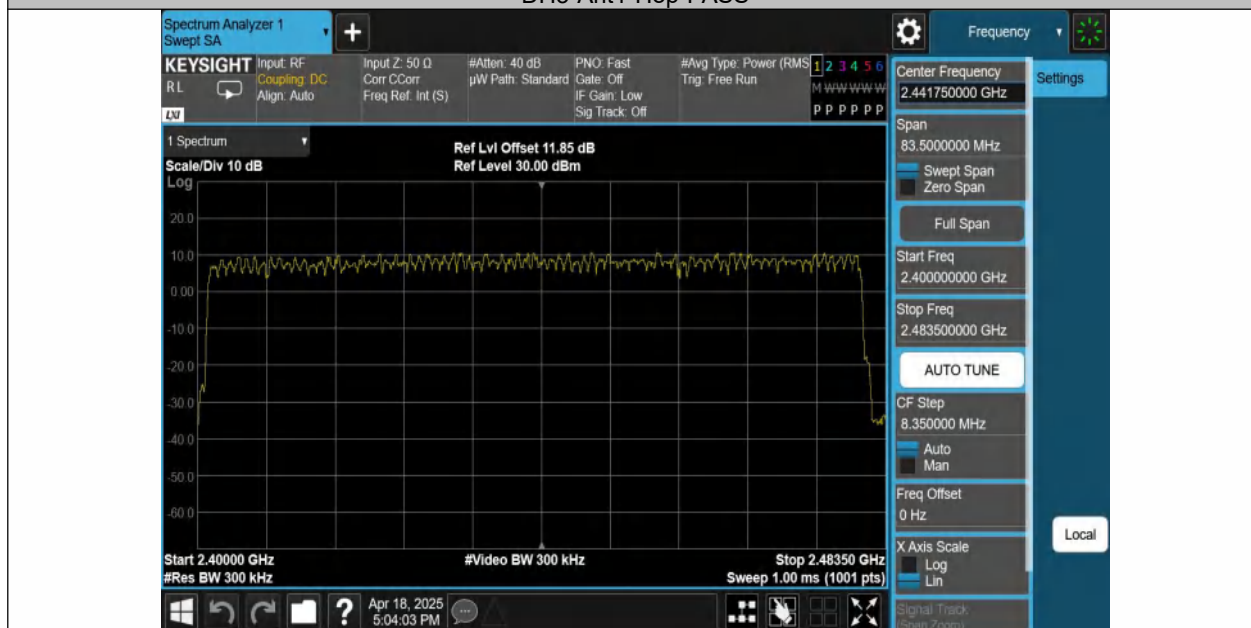 DH5-Ant1-Hop-PASS
Spectrum Analyzer 1
Swept SA
+
Frequency
KEYSIGHT
RL
LXI
Input: RF
Coupling: DC
Align: Auto
Input Z: 50 Ω
Corr CCorr
Freq Ref: Int (S)
#Atten: 40 dB
µW Path: Standard
PNO: Fast
Gate: Off
IF Gain: Low
Sig Track: Off
#Avg Type: Power (RMS
Trig: Free Run
1 2 3 4 5 6
M W W W W W
P P P P P P
1 Spectrum
Scale/Div 10 dB
Ref Lvl Offset 11.85 dB
Ref Level 30.00 dBm
Log
20.0
10.0
0.00
-10.0
-20.0
-30.0
-40.0
-50.0
-60.0
Start 2.40000 GHz
#Res BW 300 kHz
#Video BW 300 kHz
Stop 2.48350 GHz
Sweep 1.00 ms (1001 pts)
Center Frequency
2.441750000 GHz
Settings
Span
83.5000000 MHz
Swept Span
Zero Span
Full Span
Start Freq
2.400000000 GHz
Stop Freq
2.483500000 GHz
AUTO TUNE
CF Step
8.350000 MHz
Auto
Man
Freq Offset
0 Hz
X Axis Scale
Log
Lin
Local
Signal Track
(Span Zoom)
?
Apr 18, 2025
5:04:03 PM